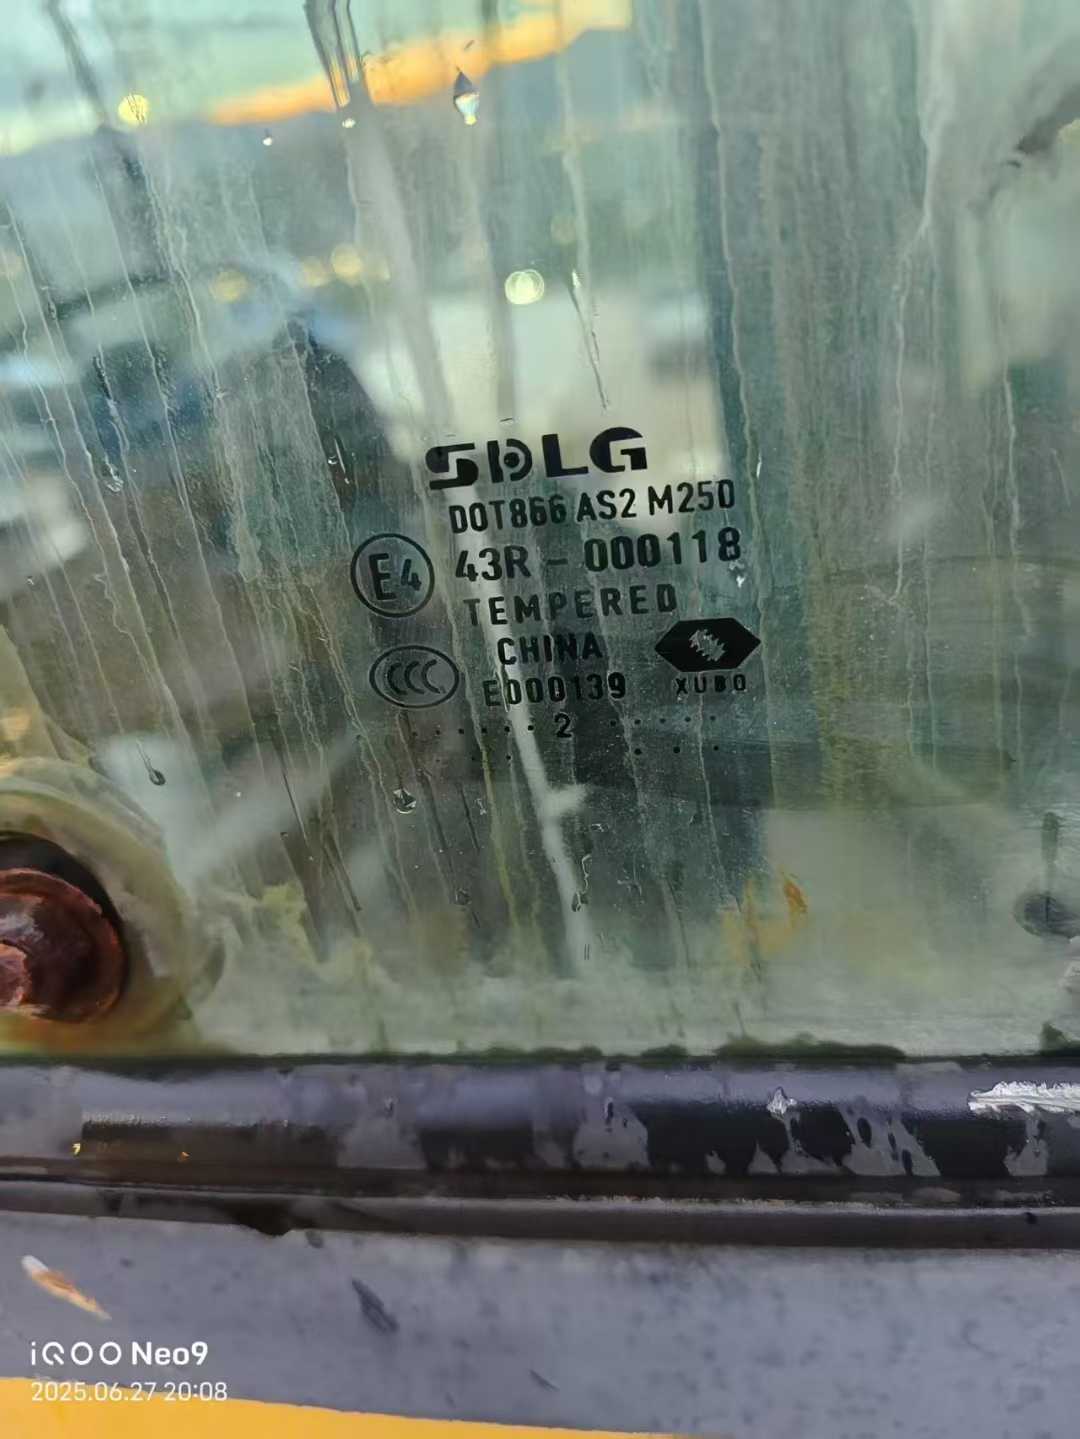 SDLG
DOT866 AS2 M25D
E4
43R - 000118
TEMPERED
CHINA
CCC
E000139
XUBO
......2......
iQOO Neo9
2025.06.27 20:08